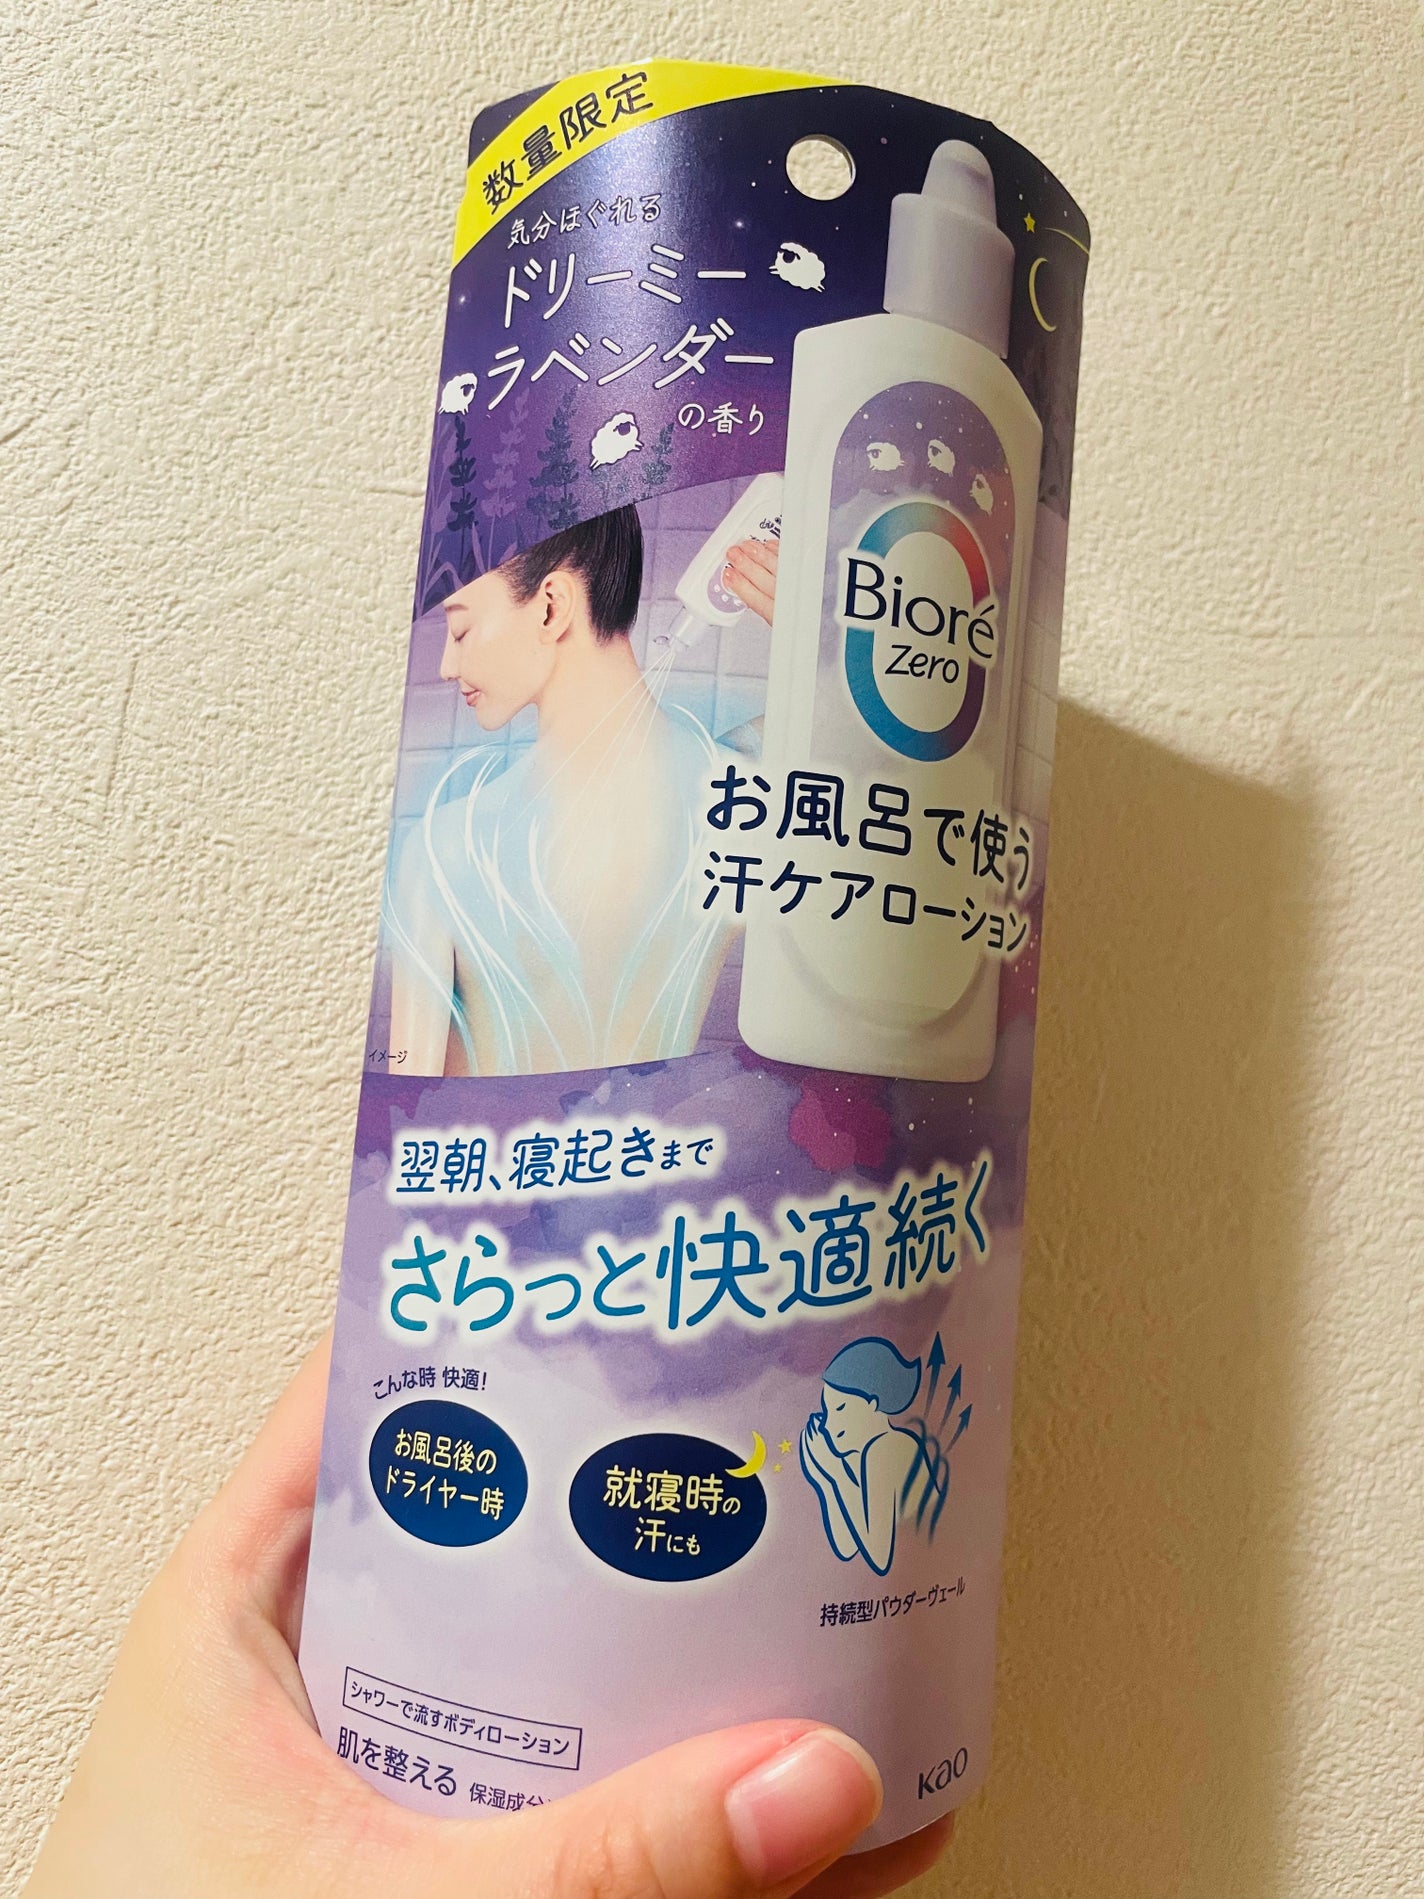 数量限定
気分ほぐれる
ドリーミー
ラベンダー
の香り
Bioré
Zero
お風呂で使う
汗ケアローション
イメージ
翌朝、寝起きまで
さらっと快適続く
こんな時 快適!
お風呂後の
ドライヤー時
就寝時の
汗にも
持続型パウダーヴェール
シャワーで流すボディローション
肌を整える 保湿成分
Kao